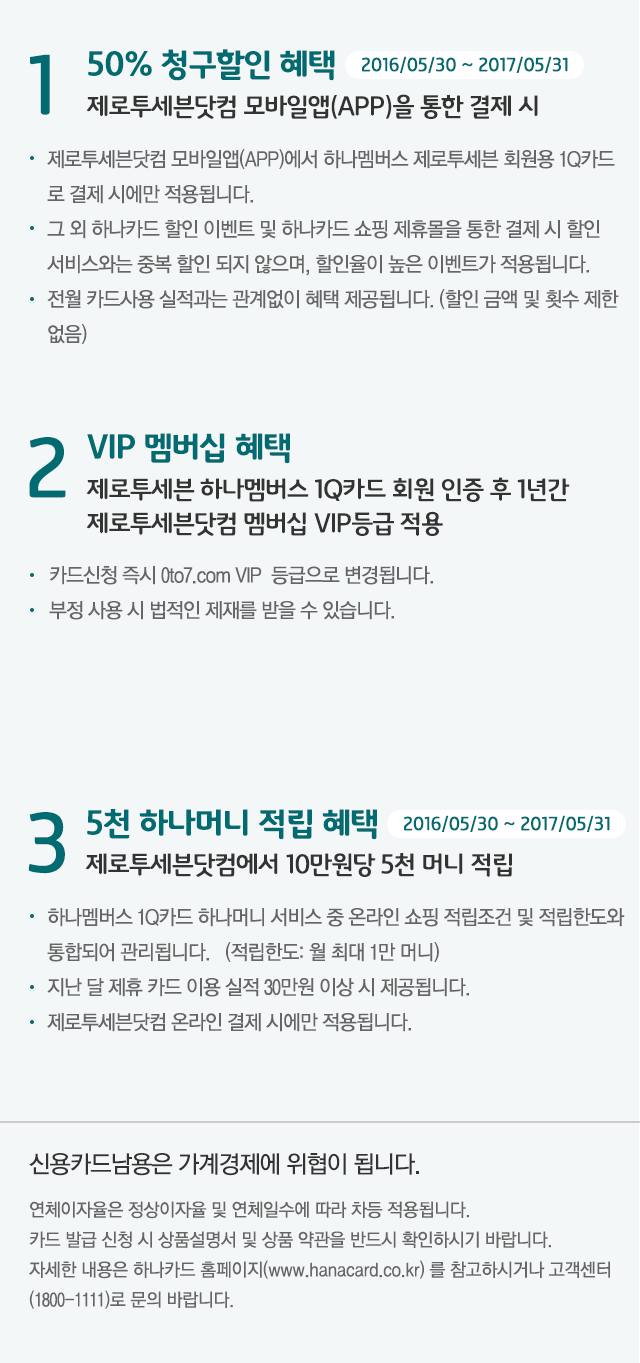 1 50% 청구할인 혜택 2016/05/30 ~ 2017/05/31
제로투세븐닷컴 모바일앱(APP)을 통한 결제 시
• 제로투세븐닷컴 모바일앱(APP)에서 하나멤버스 제로투세븐 회원용 1Q카드
로 결제 시에만 적용됩니다.
• 그 외 하나카드 할인 이벤트 및 하나카드 쇼핑 제휴몰을 통한 결제 시 할인
서비스와는 중복 할인 되지 않으며, 할인율이 높은 이벤트가 적용됩니다.
• 전월 카드사용 실적과는 관계없이 혜택 제공됩니다. (할인 금액 및 횟수 제한
없음)
2 VIP 멤버십 혜택
제로투세븐 하나멤버스 1Q카드 회원 인증 후 1년간
제로투세븐닷컴 멤버십 VIP등급 적용
• 카드신청 즉시 0to7.com VIP 등급으로 변경됩니다.
• 부정 사용 시 법적인 제재를 받을 수 있습니다.
3 5천 하나머니 적립 혜택 2016/05/30 ~ 2017/05/31
제로투세븐닷컴에서 10만원당 5천 머니 적립
• 하나멤버스 1Q카드 하나머니 서비스 중 온라인 쇼핑 적립조건 및 적립한도와
통합되어 관리됩니다. (적립한도: 월 최대 1만 머니)
• 지난 달 제휴 카드 이용 실적 30만원 이상 시 제공됩니다.
• 제로투세븐닷컴 온라인 결제 시에만 적용됩니다.
신용카드남용은 가계경제에 위협이 됩니다.
연체이자율은 정상이자율 및 연체일수에 따라 차등 적용됩니다.
카드 발급 신청 시 상품설명서 및 상품 약관을 반드시 확인하시기 바랍니다.
자세한 내용은 하나카드 홈페이지(www.hanacard.co.kr) 를 참고하시거나 고객센터
(1800-1111)로 문의 바랍니다.